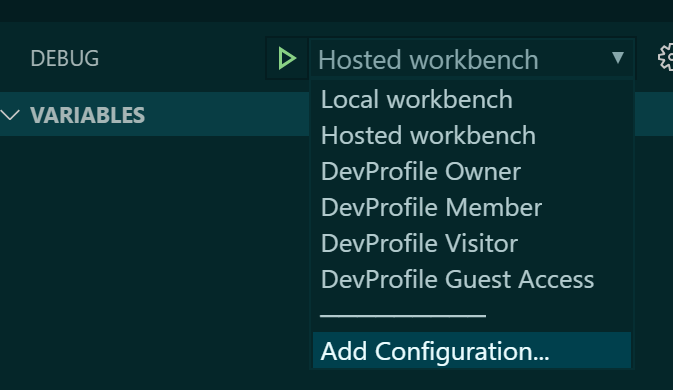 DEBUG
Hosted workbench
VARIABLES
Local workbench
Hosted workbench
DevProfile Owner
DevProfile Member
DevProfile Visitor
DevProfile Guest Access
Add Configuration...